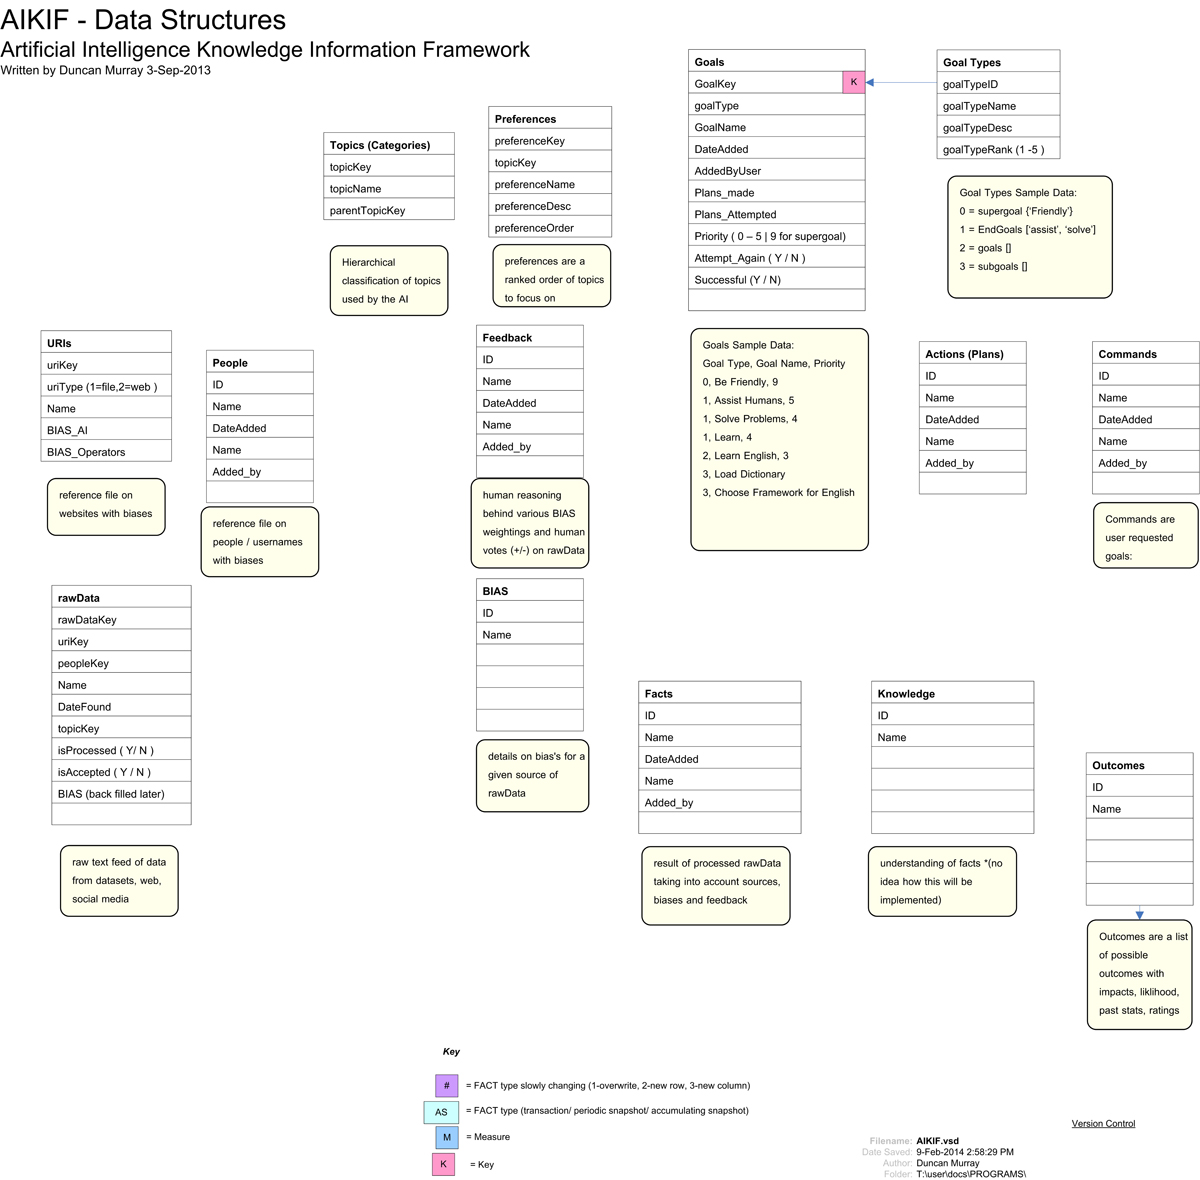 AIKIF - Data Structures
Artificial Intelligence Knowledge Information Framework
Written by Duncan Murray 3-Sep-2013
Topics (Categories)
topicKey
topicName
parentTopicKey
Hierarchical
classification of topics
used by the AI
Preferences
preferenceKey
topicKey
preferenceName
preferenceDesc
preferenceOrder
preferences are a
ranked order of topics
to focus on
Goals
GoalKey
K
goalType
GoalName
DateAdded
AddedByUser
Plans_made
Plans_Attempted
Priority ( 0 – 5 | 9 for supergoal)
Attempt_Again ( Y / N )
Successful (Y / N)
Goal Types
goalTypeID
goalTypeName
goalTypeDesc
goalTypeRank (1 -5 )
Goal Types Sample Data:
0 = supergoal {‘Friendly’}
1 = EndGoals [‘assist’, ‘solve’]
2 = goals []
3 = subgoals []
URIs
uriKey
uriType (1=file,2=web )
Name
BIAS_AI
BIAS_Operators
reference file on
websites with biases
People
ID
Name
DateAdded
Name
Added_by
reference file on
people / usernames
with biases
Feedback
ID
Name
DateAdded
Name
Added_by
human reasoning
behind various BIAS
weightings and human
votes (+/-) on rawData
Goals Sample Data:
Goal Type, Goal Name, Priority
0, Be Friendly, 9
1, Assist Humans, 5
1, Solve Problems, 4
1, Learn, 4
2, Learn English, 3
3, Load Dictionary
3, Choose Framework for English
Actions (Plans)
ID
Name
DateAdded
Name
Added_by
Commands
ID
Name
DateAdded
Name
Added_by
Commands are
user requested
goals:
rawData
rawDataKey
uriKey
peopleKey
Name
DateFound
topicKey
isProcessed ( Y/ N )
isAccepted ( Y / N )
BIAS (back filled later)
raw text feed of data
from datasets, web,
social media
BIAS
ID
Name
details on bias's for a
given source of
rawData
Facts
ID
Name
DateAdded
Name
Added_by
result of processed rawData
taking into account sources,
biases and feedback
Knowledge
ID
Name
understanding of facts *(no
idea how this will be
implemented)
Outcomes
ID
Name
Outcomes are a list
of possible
outcomes with
impacts, liklihood,
past stats, ratings
Key
# = FACT type slowly changing (1-overwrite, 2-new row, 3-new column)
AS = FACT type (transaction/ periodic snapshot/ accumulating snapshot)
M = Measure
K = Key
Version Control
Filename: AIKIF.vsd
Date Saved: 9-Feb-2014 2:58:29 PM
Author: Duncan Murray
Folder: T:\user\docs\PROGRAMS\